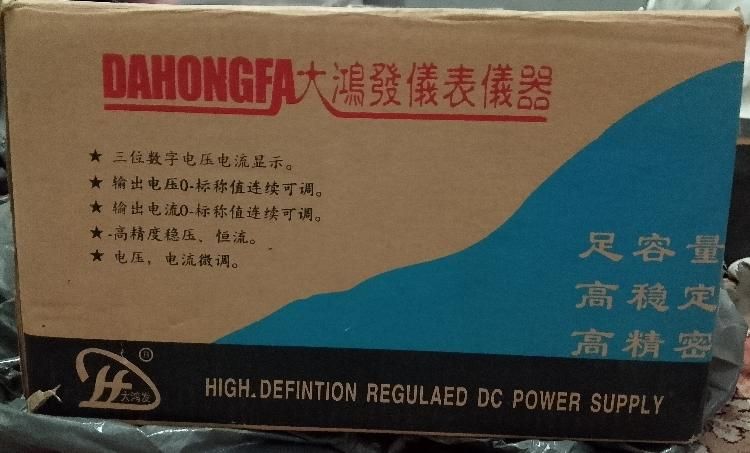 DAHONGFA大鴻發儀表儀器
★ 三位数字电压电流显示。
★ 输出电压0-标称值连续可调。
★ 输出电流0-标称值连续可调。
★ -高精度稳压、恒流。
★ 电压，电流微调。
足容量
高稳定
高精密
HF ®
大鸿发
HIGH.DEFINTION REGULAED DC POWER SUPPLY